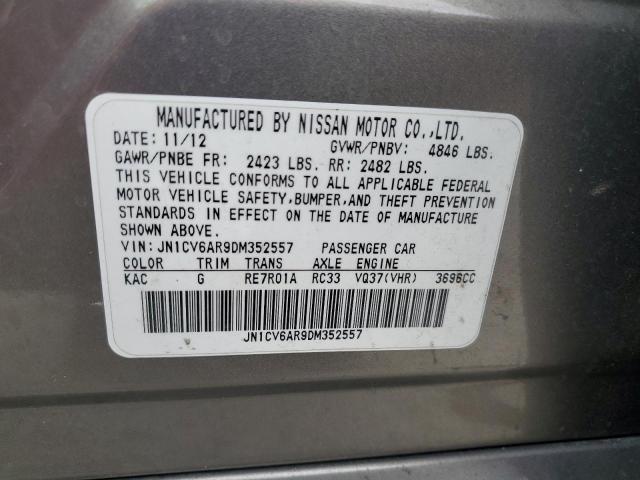 MANUFACTURED BY NISSAN MOTOR CO.,LTD.
DATE: 11/12 GVWR/PNBV: 4846 LBS.
GAWR/PNBE FR: 2423 LBS. RR: 2482 LBS.
THIS VEHICLE CONFORMS TO ALL APPLICABLE FEDERAL
MOTOR VEHICLE SAFETY,BUMPER,AND THEFT PREVENTION
STANDARDS IN EFFECT ON THE DATE OF MANUFACTURE
SHOWN ABOVE.
VIN: JN1CV6AR9DM352557 PASSENGER CAR
COLOR TRIM TRANS AXLE ENGINE
KAC G RE7R01A RC33 VQ37(VHR) 3696CC
JN1CV6AR9DM352557